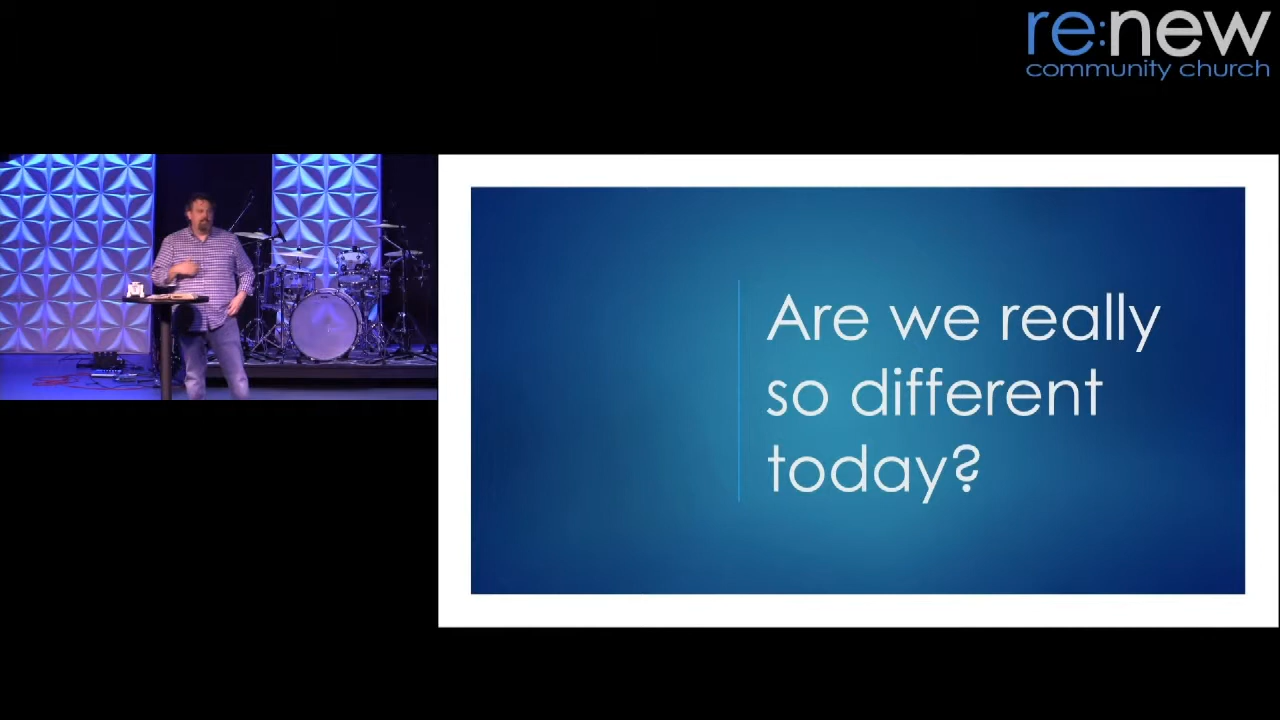 re:new
community church
Are we really
so different
today?